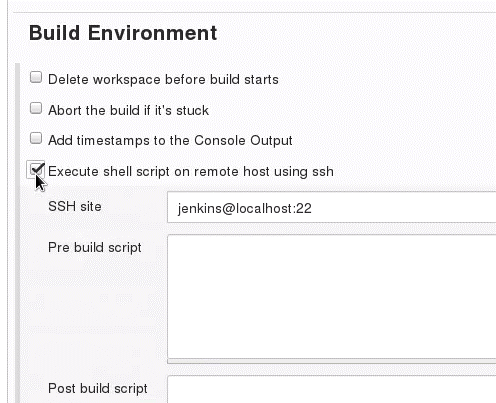 Build Environment
Delete workspace before build starts
Abort the build if it's stuck
Add timestamps to the Console Output
Execute shell script on remote host using ssh
SSH site
jenkins@localhost:22
Pre build script
Post build script